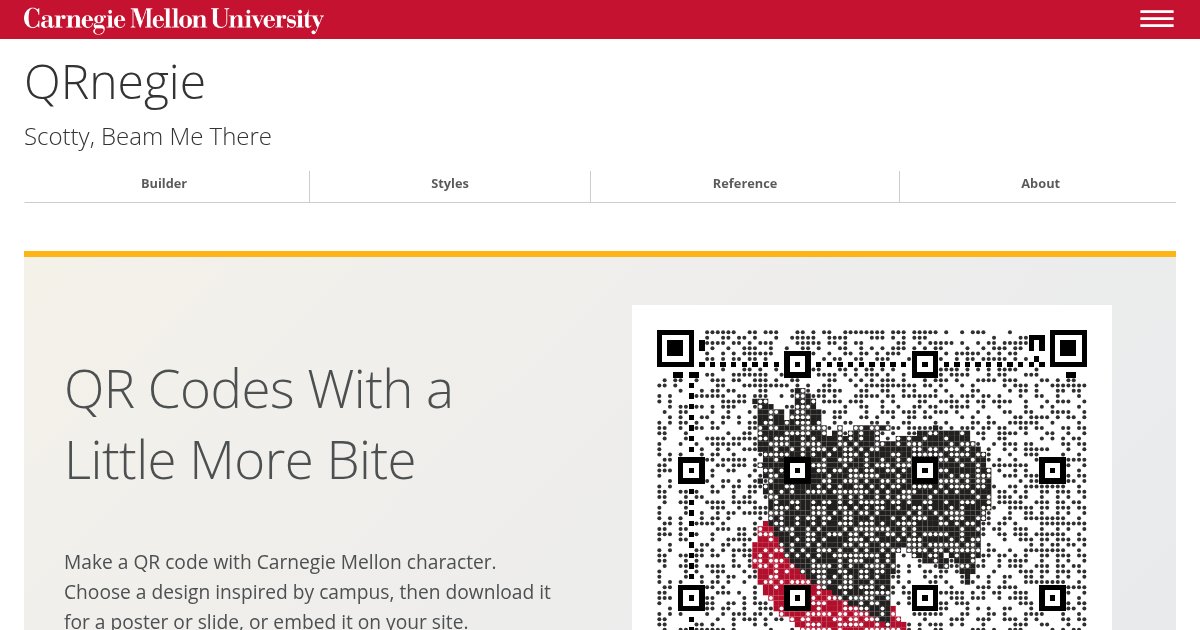 Carnegie Mellon University
QRnegie
Scotty, Beam Me There
Builder
Styles
Reference
About
QR Codes With a
Little More Bite
Make a QR code with Carnegie Mellon character.
Choose a design inspired by campus, then download it
for a poster or slide, or embed it on your site.